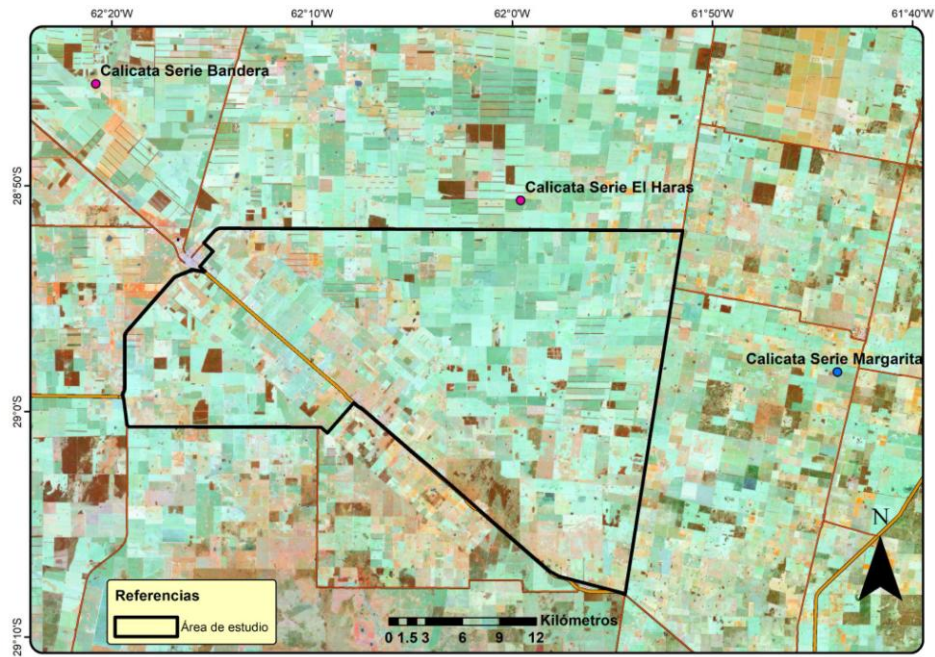 62°20'W 62°10'W 62°0'W 61°50'W 61°40'W
Calicata Serie Bandera
28°50'S
Calicata Serie El Haras
Calicata Serie Margarita
29°0'S
N
Referencias
Área de estudio
Kilómetros
0 1.5 3 6 9 12
29°10'S